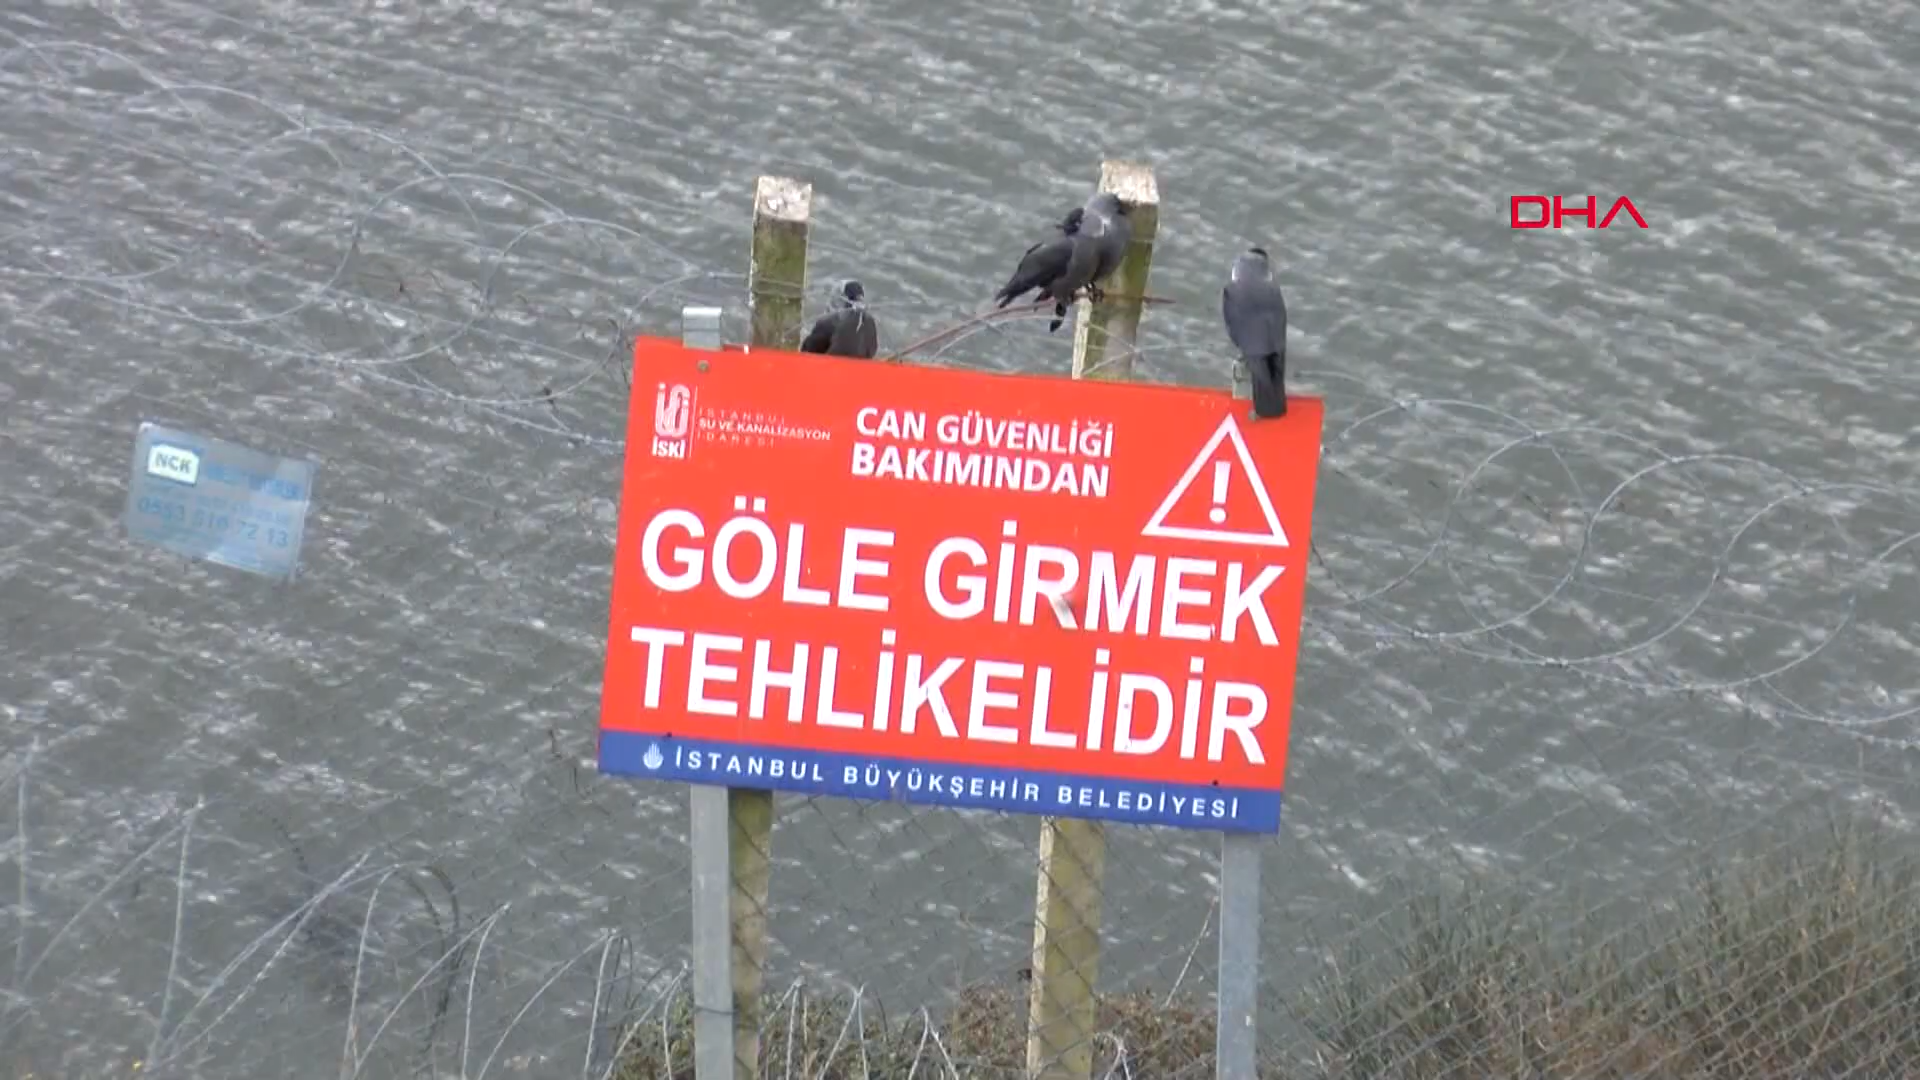 DHA
İSKİ
İSTANBUL
SU VE KANALİZASYON
İDARESİ
CAN GÜVENLİĞİ
BAKIMINDAN
GÖLE GİRMEK
TEHLİKELİDİR
İSTANBUL BÜYÜKŞEHİR BELEDİYESİ
NCK